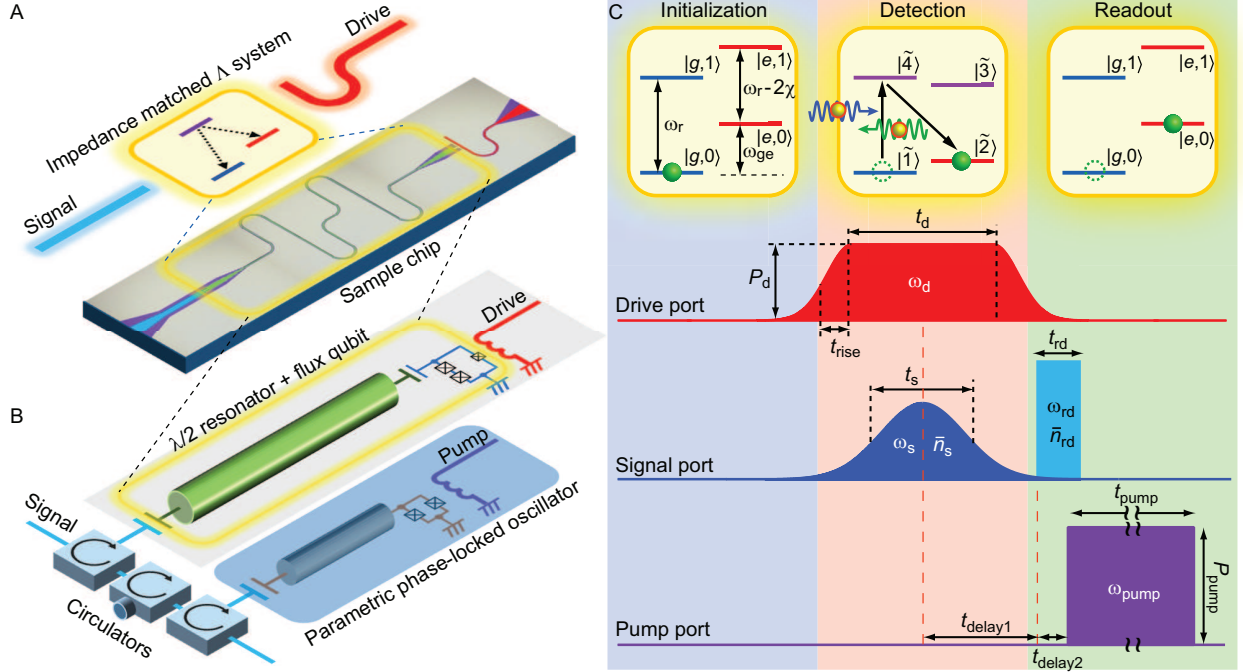 A
Impedance matched Λ system
Drive
Signal
Sample chip
B
λ/2 resonator + flux qubit
Drive
Pump
Signal
Circulators
Parametric phase-locked oscillator
C
Initialization
Detection
Readout
|g,1⟩
|e,1⟩
ω_r
ω_r-2χ
|e,0⟩
|g,0⟩
ω_ge
|4̃⟩
|3̃⟩
|1̃⟩
|2̃⟩
|g,1⟩
|e,1⟩
|e,0⟩
|g,0⟩
t_d
P_d
ω_d
Drive port
t_rise
t_rd
t_s
ω_s
n̄_s
ω_rd
n̄_rd
Signal port
t_pump
P_pump
ω_pump
t_delay1
Pump port
t_delay2